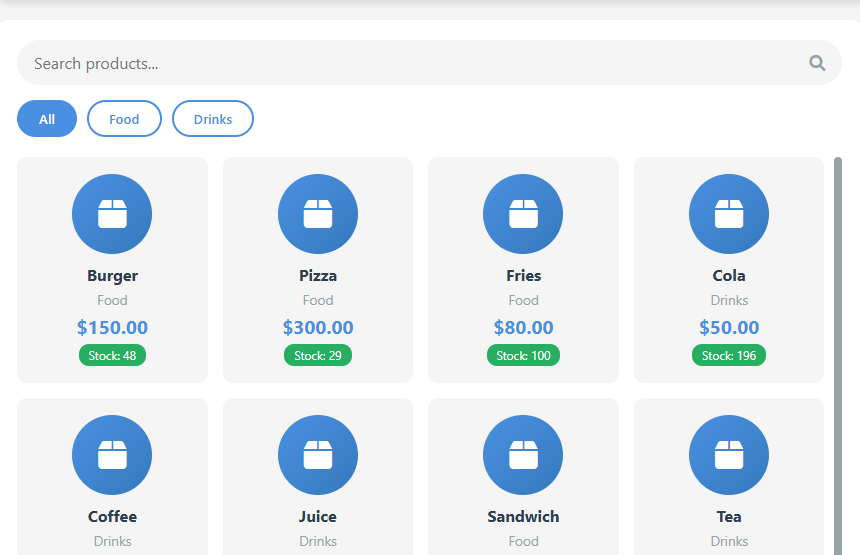 Search products...
All Food Drinks
Burger Pizza Fries Cola
Food Food Food Drinks
$150.00 $300.00 $80.00 $50.00
Stock: 48 Stock: 29 Stock: 100 Stock: 196
Coffee Juice Sandwich Tea
Drinks Drinks Food Drinks